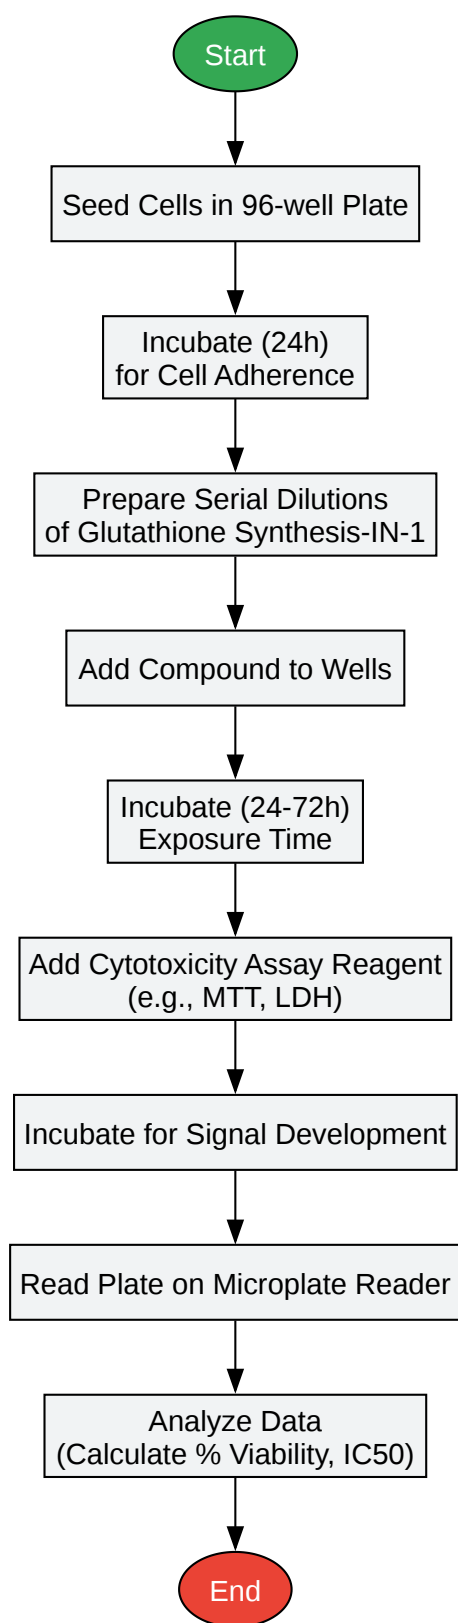 Start
Seed Cells in 96-well Plate
Incubate (24h)
for Cell Adherence
Prepare Serial Dilutions
of Glutathione Synthesis-IN-1
Add Compound to Wells
Incubate (24-72h)
Exposure Time
Add Cytotoxicity Assay Reagent
(e.g., MTT, LDH)
Incubate for Signal Development
Read Plate on Microplate Reader
Analyze Data
(Calculate % Viability, IC50)
End